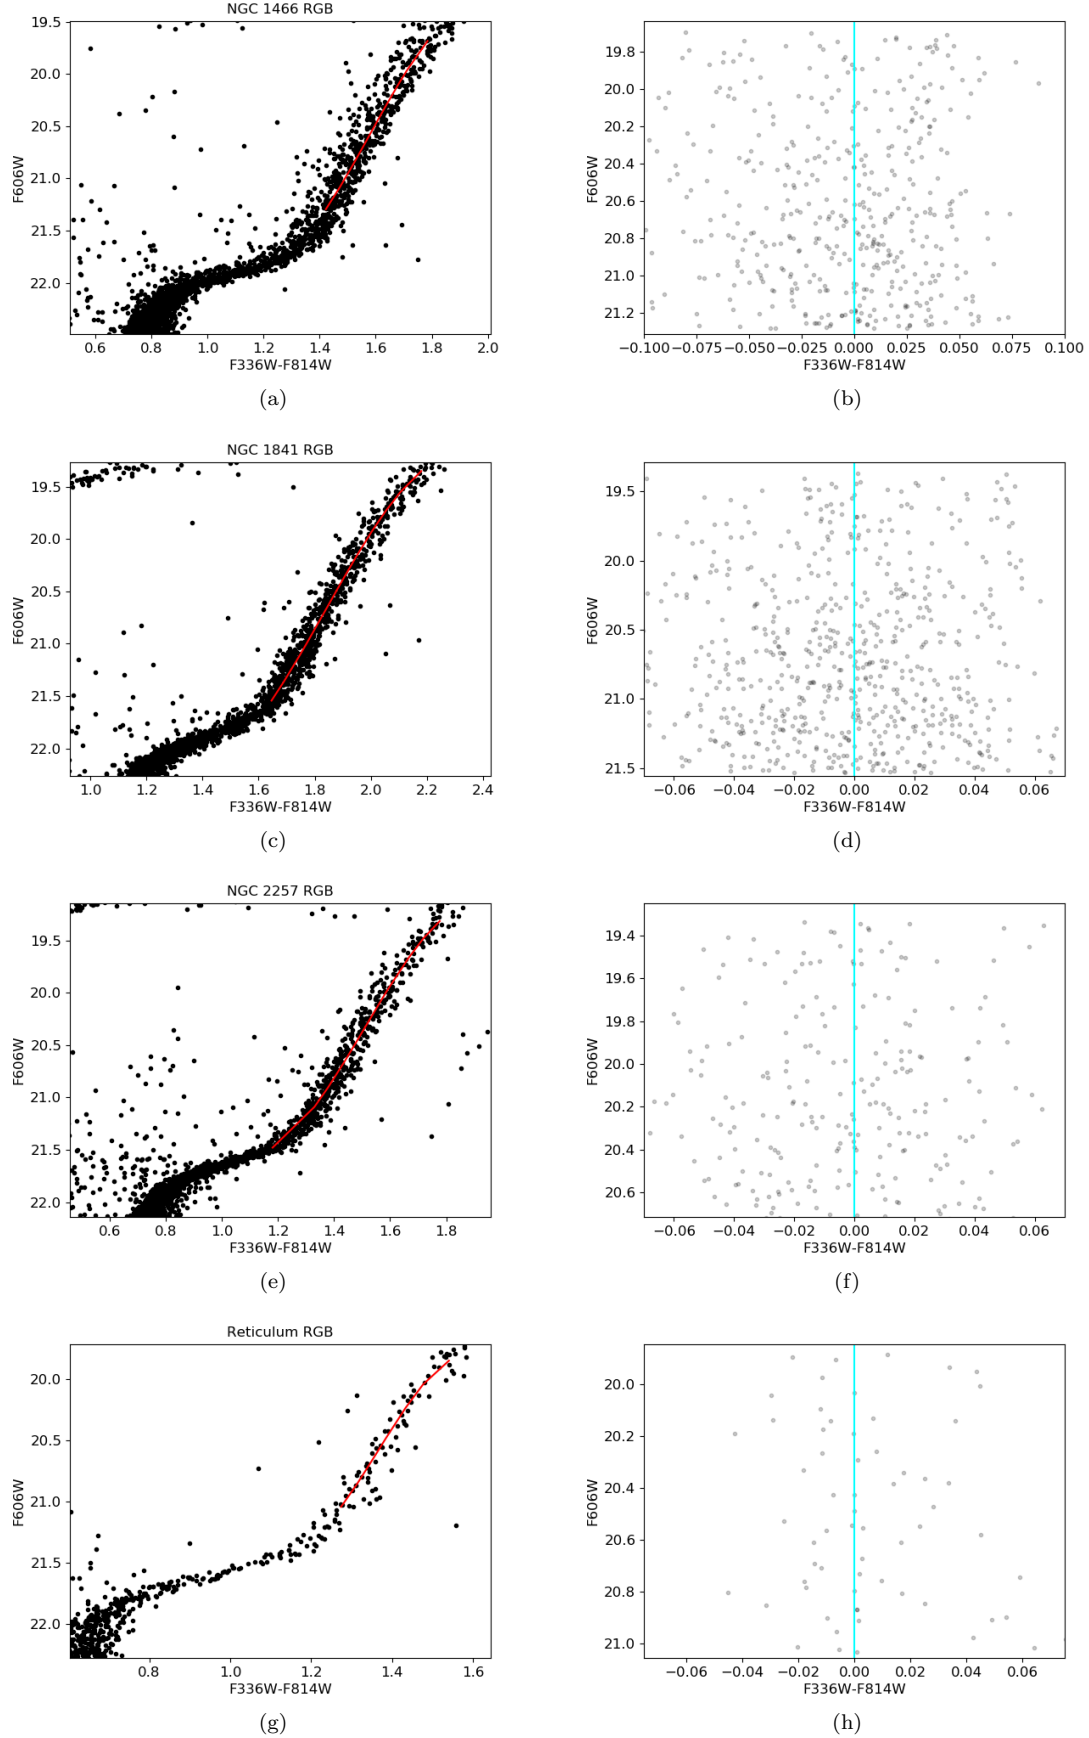 NGC 1466 RGB
19.5
20.0
20.5
21.0
21.5
22.0
F606W
0.6 0.8 1.0 1.2 1.4 1.6 1.8 2.0
F336W-F814W
(a)
19.8
20.0
20.2
20.4
20.6
20.8
21.0
21.2
F606W
−0.100 −0.075 −0.050 −0.025 0.000 0.025 0.050 0.075 0.100
F336W-F814W
(b)
NGC 1841 RGB
19.5
20.0
20.5
21.0
21.5
22.0
F606W
1.0 1.2 1.4 1.6 1.8 2.0 2.2 2.4
F336W-F814W
(c)
19.5
20.0
20.5
21.0
21.5
F606W
−0.06 −0.04 −0.02 0.00 0.02 0.04 0.06
F336W-F814W
(d)
NGC 2257 RGB
19.5
20.0
20.5
21.0
21.5
22.0
F606W
0.6 0.8 1.0 1.2 1.4 1.6 1.8
F336W-F814W
(e)
19.4
19.6
19.8
20.0
20.2
20.4
20.6
F606W
−0.06 −0.04 −0.02 0.00 0.02 0.04 0.06
F336W-F814W
(f)
Reticulum RGB
20.0
20.5
21.0
21.5
22.0
F606W
0.8 1.0 1.2 1.4 1.6
F336W-F814W
(g)
20.0
20.2
20.4
20.6
20.8
21.0
F606W
−0.06 −0.04 −0.02 0.00 0.02 0.04 0.06
F336W-F814W
(h)